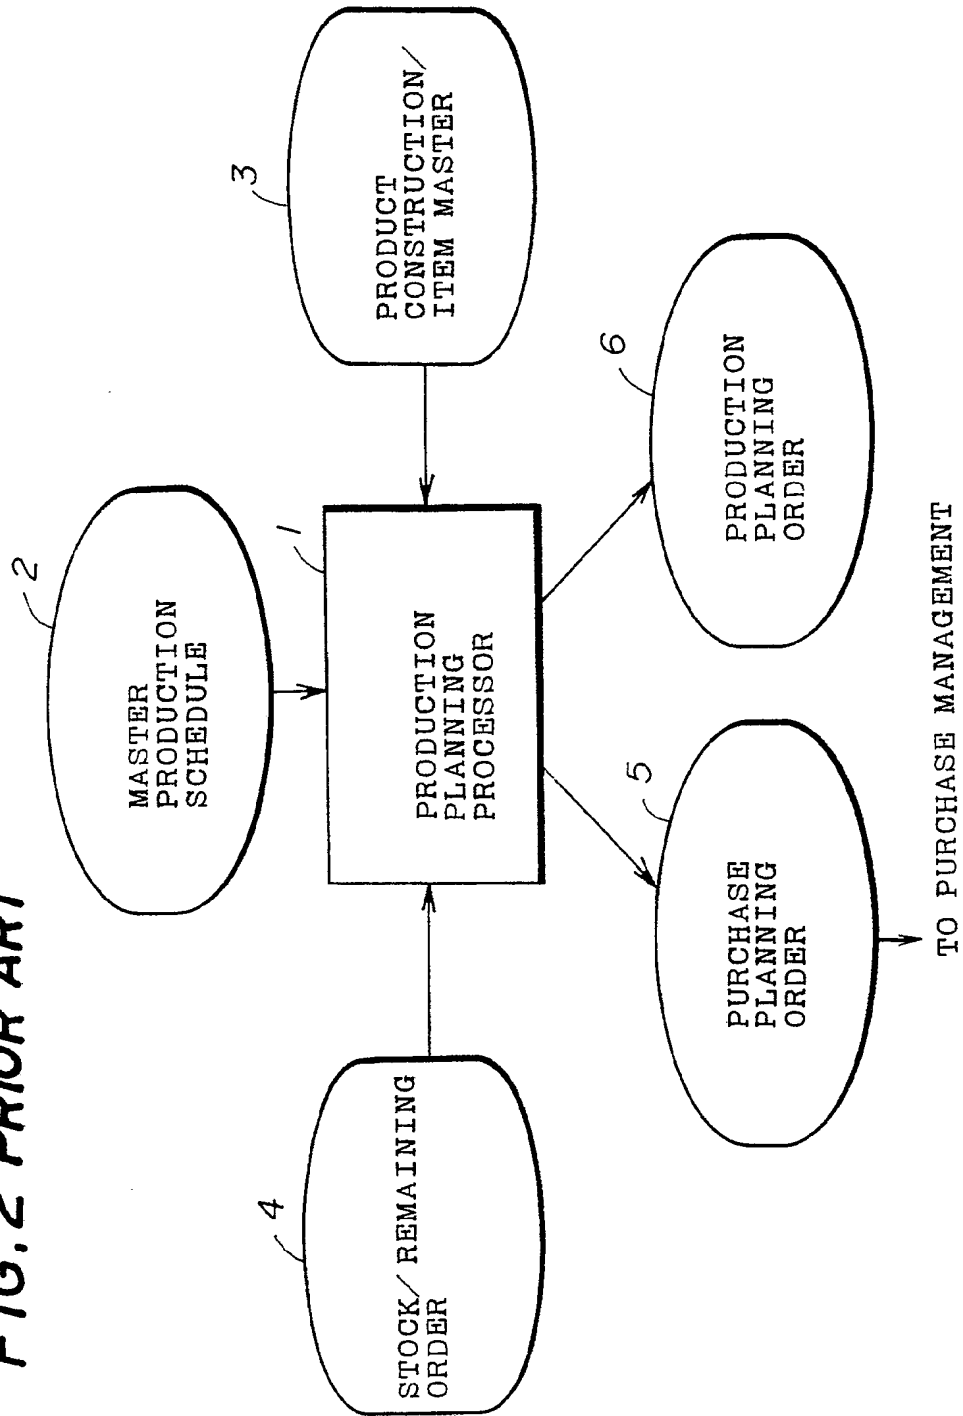 FIG. 2 PRIOR ART
2
MASTER
PRODUCTION
SCHEDULE
4
STOCK/REMAINING
ORDER
1
PRODUCTION
PLANNING
PROCESSOR
3
PRODUCT
CONSTRUCTION/
ITEM MASTER
5
PURCHASE
PLANNING
ORDER
6
PRODUCTION
PLANNING
ORDER
TO PURCHASE MANAGEMENT